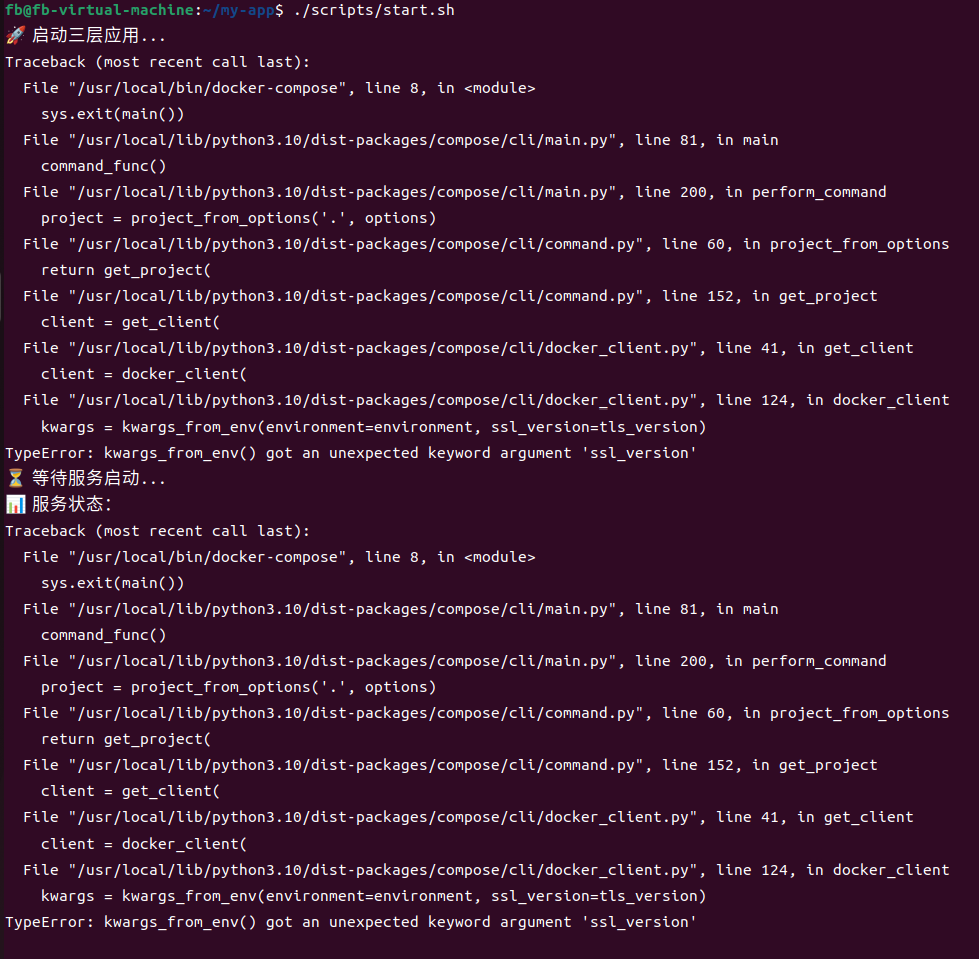 fb@fb-virtual-machine:~/my-app$ ./scripts/start.sh
🚀 启动三层应用...
Traceback (most recent call last):
  File "/usr/local/bin/docker-compose", line 8, in <module>
    sys.exit(main())
  File "/usr/local/lib/python3.10/dist-packages/compose/cli/main.py", line 81, in main
    command_func()
  File "/usr/local/lib/python3.10/dist-packages/compose/cli/main.py", line 200, in perform_command
    project = project_from_options('.', options)
  File "/usr/local/lib/python3.10/dist-packages/compose/cli/command.py", line 60, in project_from_options
    return get_project(
  File "/usr/local/lib/python3.10/dist-packages/compose/cli/command.py", line 152, in get_project
    client = get_client(
  File "/usr/local/lib/python3.10/dist-packages/compose/cli/docker_client.py", line 41, in get_client
    client = docker_client(
  File "/usr/local/lib/python3.10/dist-packages/compose/cli/docker_client.py", line 124, in docker_client
    kwargs = kwargs_from_env(environment=environment, ssl_version=tls_version)
TypeError: kwargs_from_env() got an unexpected keyword argument 'ssl_version'
⏳ 等待服务启动...
📊 服务状态：
Traceback (most recent call last):
  File "/usr/local/bin/docker-compose", line 8, in <module>
    sys.exit(main())
  File "/usr/local/lib/python3.10/dist-packages/compose/cli/main.py", line 81, in main
    command_func()
  File "/usr/local/lib/python3.10/dist-packages/compose/cli/main.py", line 200, in perform_command
    project = project_from_options('.', options)
  File "/usr/local/lib/python3.10/dist-packages/compose/cli/command.py", line 60, in project_from_options
    return get_project(
  File "/usr/local/lib/python3.10/dist-packages/compose/cli/command.py", line 152, in get_project
    client = get_client(
  File "/usr/local/lib/python3.10/dist-packages/compose/cli/docker_client.py", line 41, in get_client
    client = docker_client(
  File "/usr/local/lib/python3.10/dist-packages/compose/cli/docker_client.py", line 124, in docker_client
    kwargs = kwargs_from_env(environment=environment, ssl_version=tls_version)
TypeError: kwargs_from_env() got an unexpected keyword argument 'ssl_version'